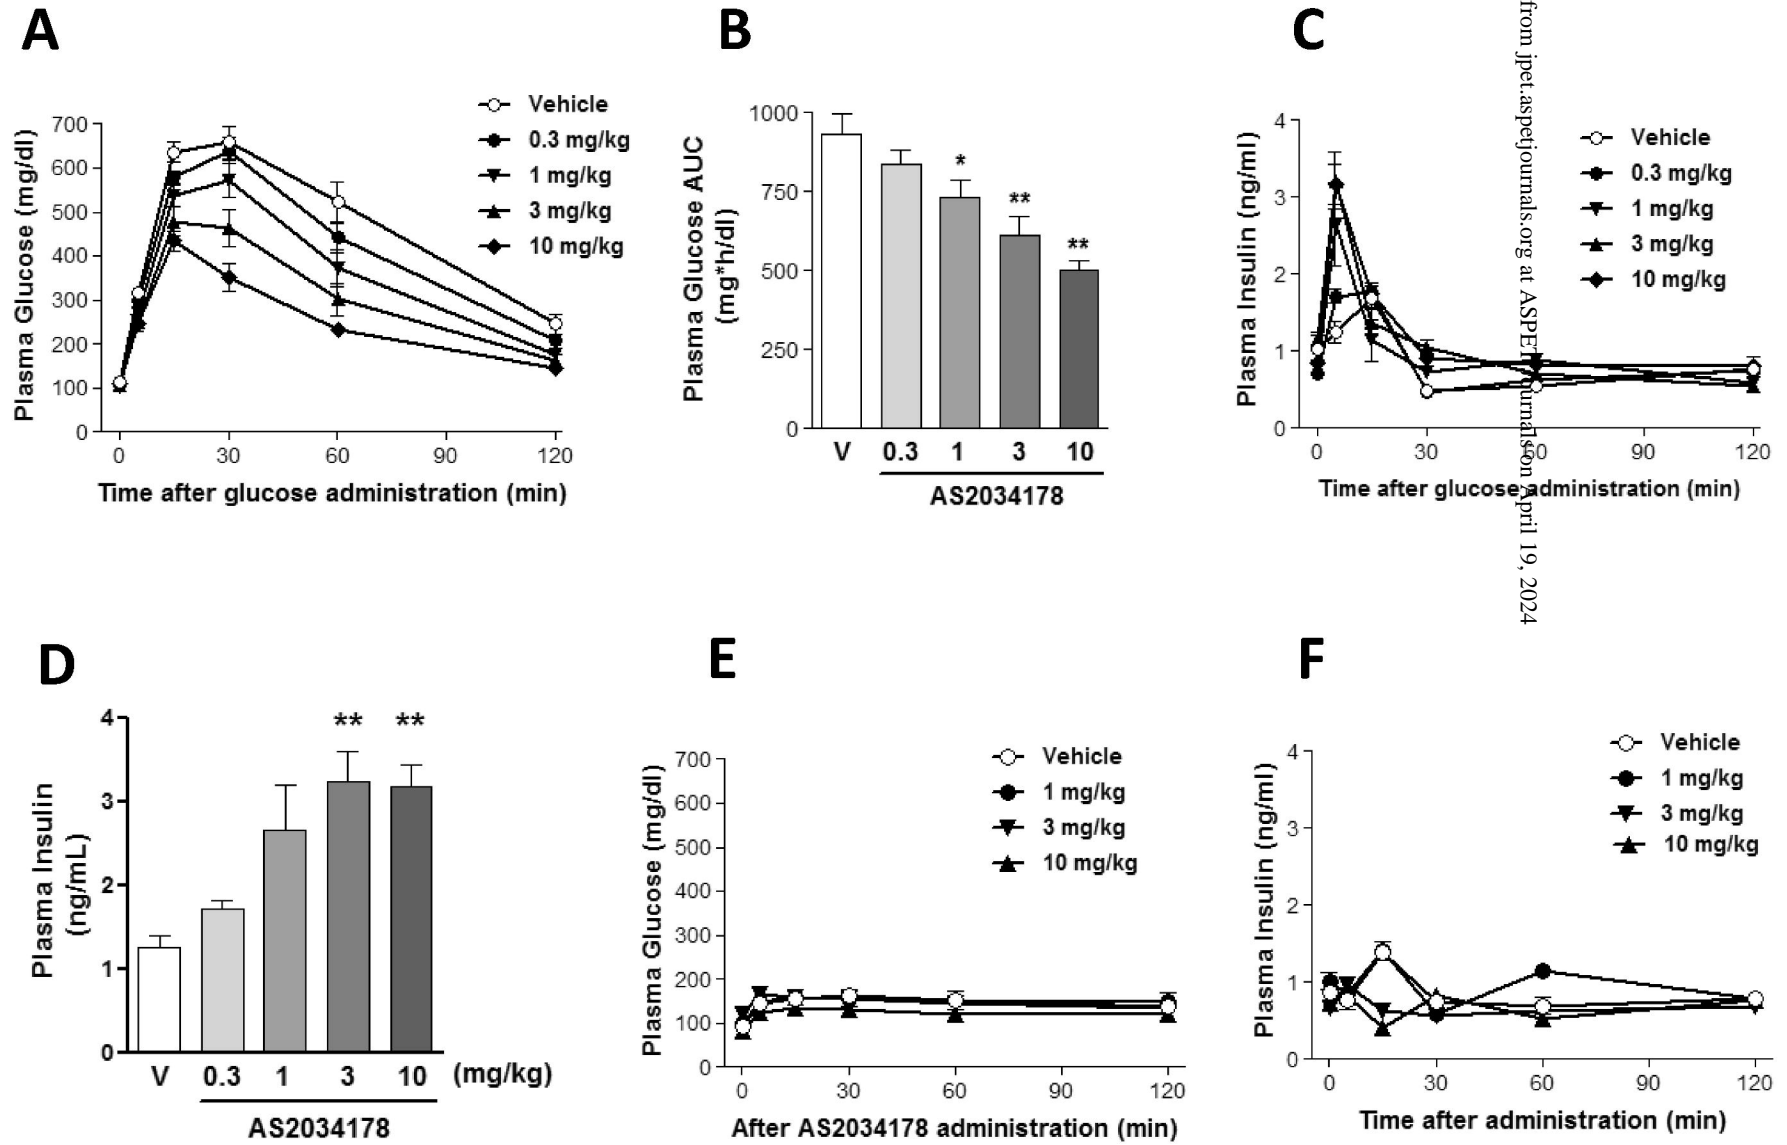 A
Vehicle
0.3 mg/kg
1 mg/kg
3 mg/kg
10 mg/kg
Plasma Glucose (mg/dl)
700
600
500
400
300
200
100
0
0 30 60 90 120
Time after glucose administration (min)
B
Plasma Glucose AUC
(mg*h/dl)
1000
750
500
250
0
*
**
**
V 0.3 1 3 10
AS2034178
C
Vehicle
0.3 mg/kg
1 mg/kg
3 mg/kg
10 mg/kg
Plasma Insulin (ng/ml)
4
3
2
1
0
0 30 60 90 120
Time after glucose administration (min)
from jpet.aspetjournals.org at ASPET Journals on April 19, 2024
D
Plasma Insulin
(ng/mL)
4
3
2
1
0
** **
V 0.3 1 3 10 (mg/kg)
AS2034178
E
Vehicle
1 mg/kg
3 mg/kg
10 mg/kg
Plasma Glucose (mg/dl)
700
600
500
400
300
200
100
0
0 30 60 90 120
After AS2034178 administration (min)
F
Vehicle
1 mg/kg
3 mg/kg
10 mg/kg
Plasma Insulin (ng/ml)
4
3
2
1
0
0 30 60 90 120
Time after administration (min)